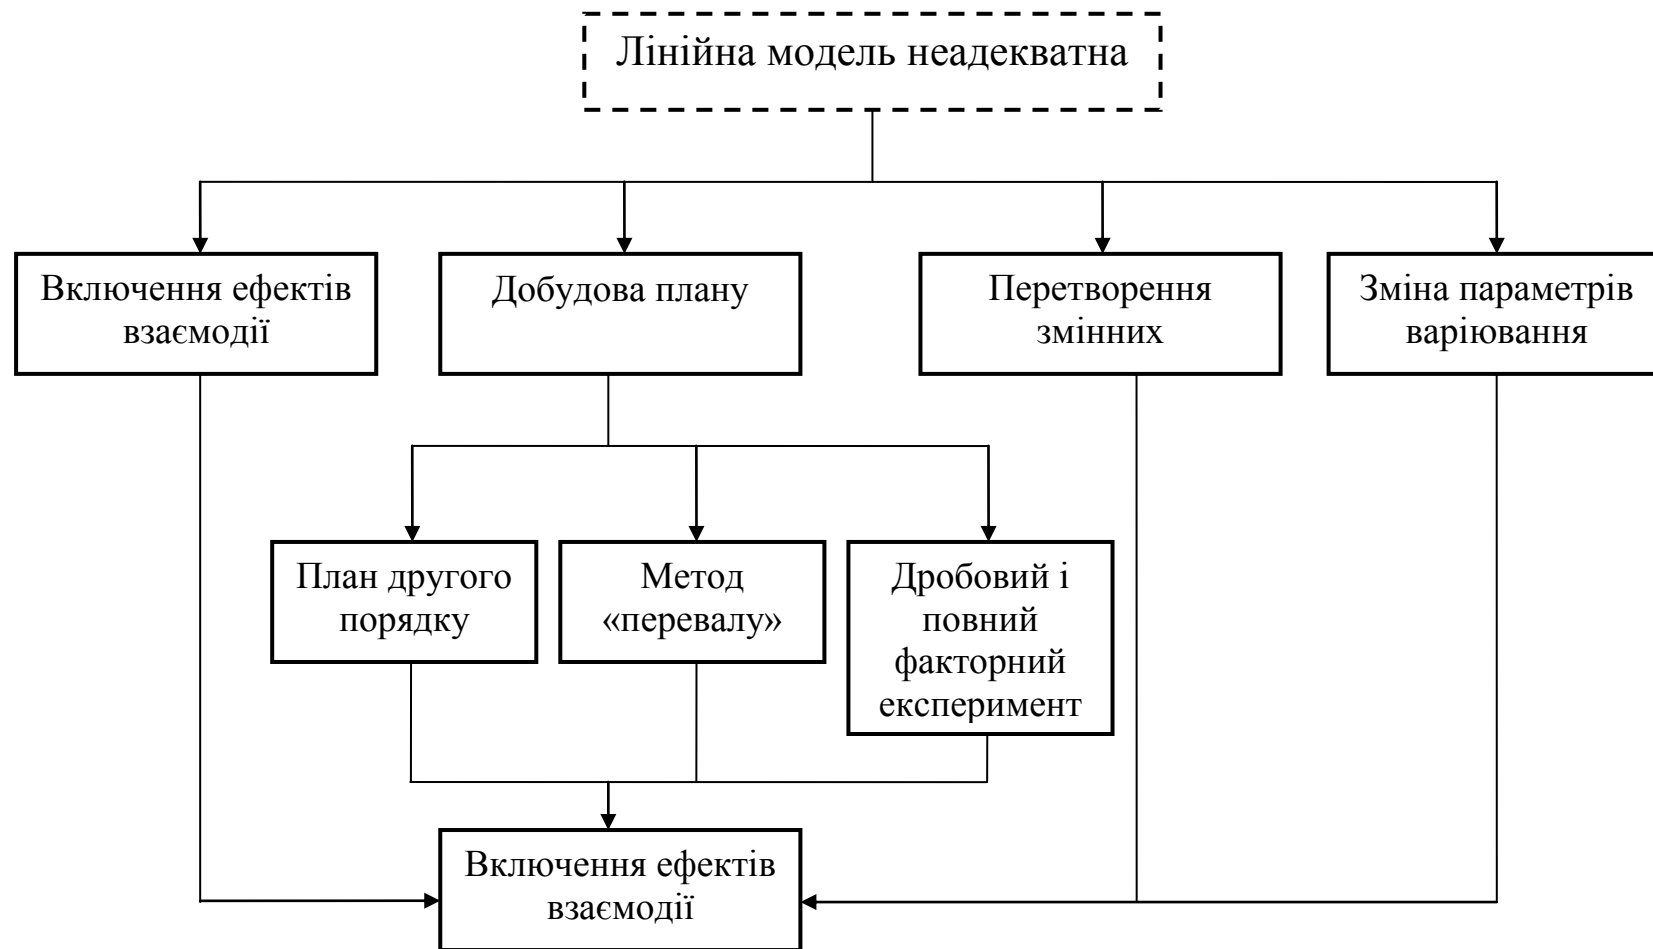 Лінійна модель неадекватна
Включення ефектів
взаємодії
Добудова плану
Перетворення
змінних
Зміна параметрів
варіювання
План другого
порядку
Метод
«перевалу»
Дробовий і
повний
факторний
експеримент
Включення ефектів
взаємодії